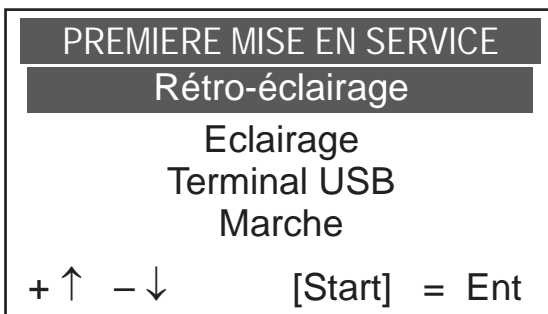 PREMIERE MISE EN SERVICE
Rétro-éclairage
Eclairage
Terminal USB
Marche
+ ↑ – ↓ [Start] = Ent